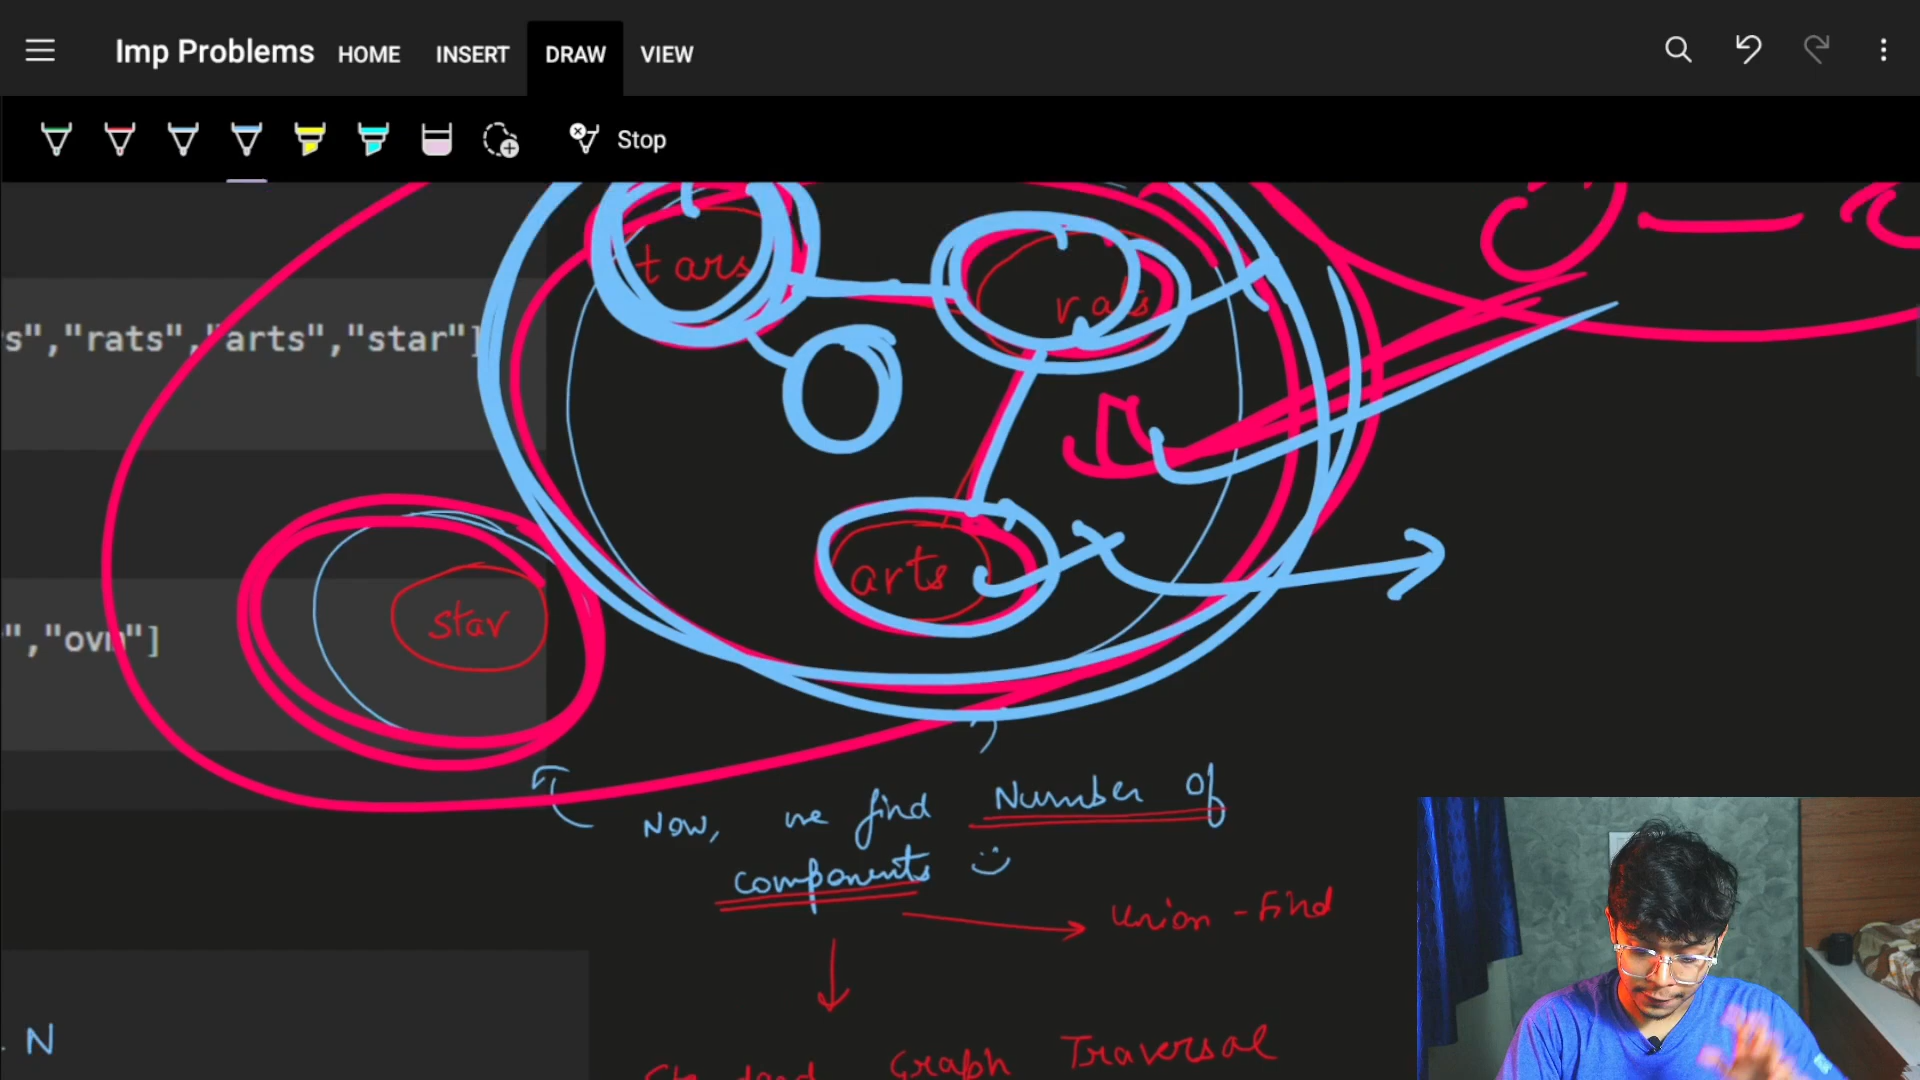 Imp Problems HOME INSERT DRAW VIEW
Stop
tars
rats
s","rats","arts","star"]
arts
star
","ovn"]
Now, we find Number Of
components
Union - Find
N
Graph Traversal